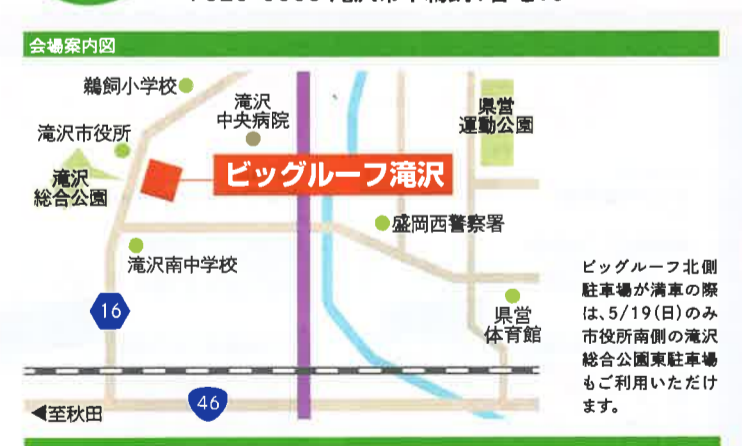 会場案内図
鵜飼小学校
滝沢
中央病院
県営
運動公園
滝沢市役所
ビッグルーフ滝沢
滝沢
総合公園
盛岡西警察署
滝沢南中学校
16
県営
体育館
46
◀至秋田
ビッグルーフ北側
駐車場が満車の際
は、5/19(日)のみ
市役所南側の滝沢
総合公園東駐車場
もご利用いただけ
ます。